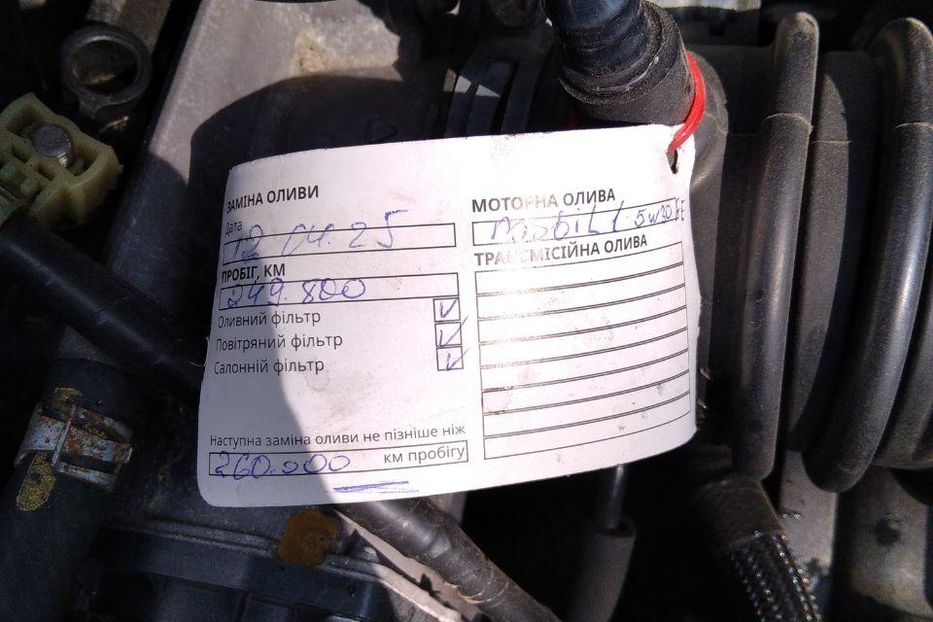 ЗАМІНА ОЛИВИ
Дата
12 04.25
ПРОБІГ, КМ
249.800
Оливний фільтр
Повітряний фільтр
Салонній фільтр
Наступна заміна оливи не пізніше ніж
260.000 км пробігу
МОТОРНА ОЛИВА
Mobil 1 5w30
ТРАНСМІСІЙНА ОЛИВА